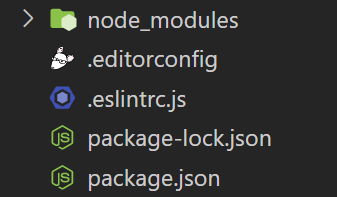 node_modules
.editorconfig
.eslintrc.js
package-lock.json
package.json